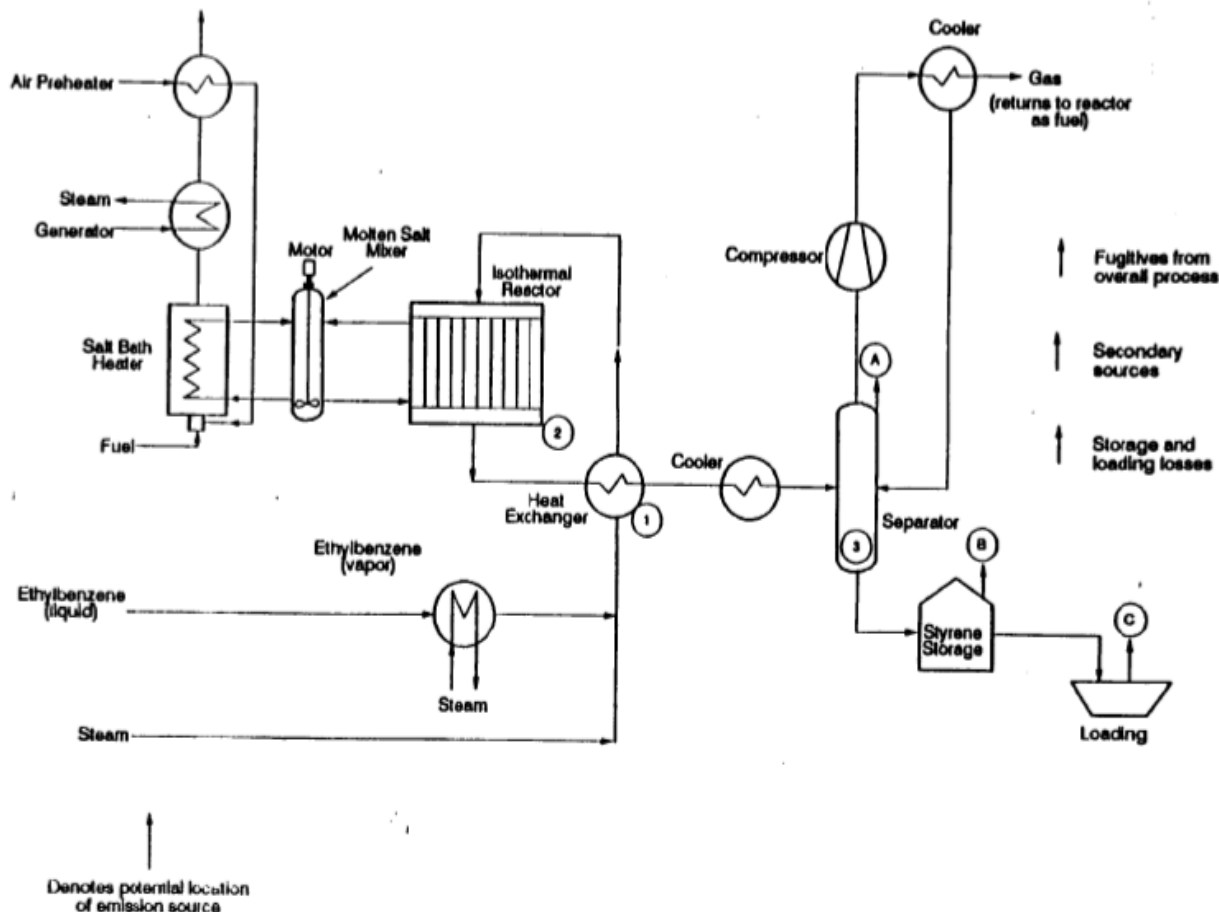 Cooler
Air Preheater
Gas
(returns to reactor
as fuel)
Steam
Generator
Motor
Molten Salt
Mixer
Isothermal
Reactor
Compressor
Fugitives from
overall process
Salt Bath
Heater
Secondary
sources
A
Fuel
2
Cooler
Storage and
loading losses
Heat
Exchanger
1
Separator
3
B
Ethylbenzene
(vapor)
Ethylbenzene
(liquid)
Styrene
Storage
C
Steam
Steam
Loading
Denotes potential location
of emission source